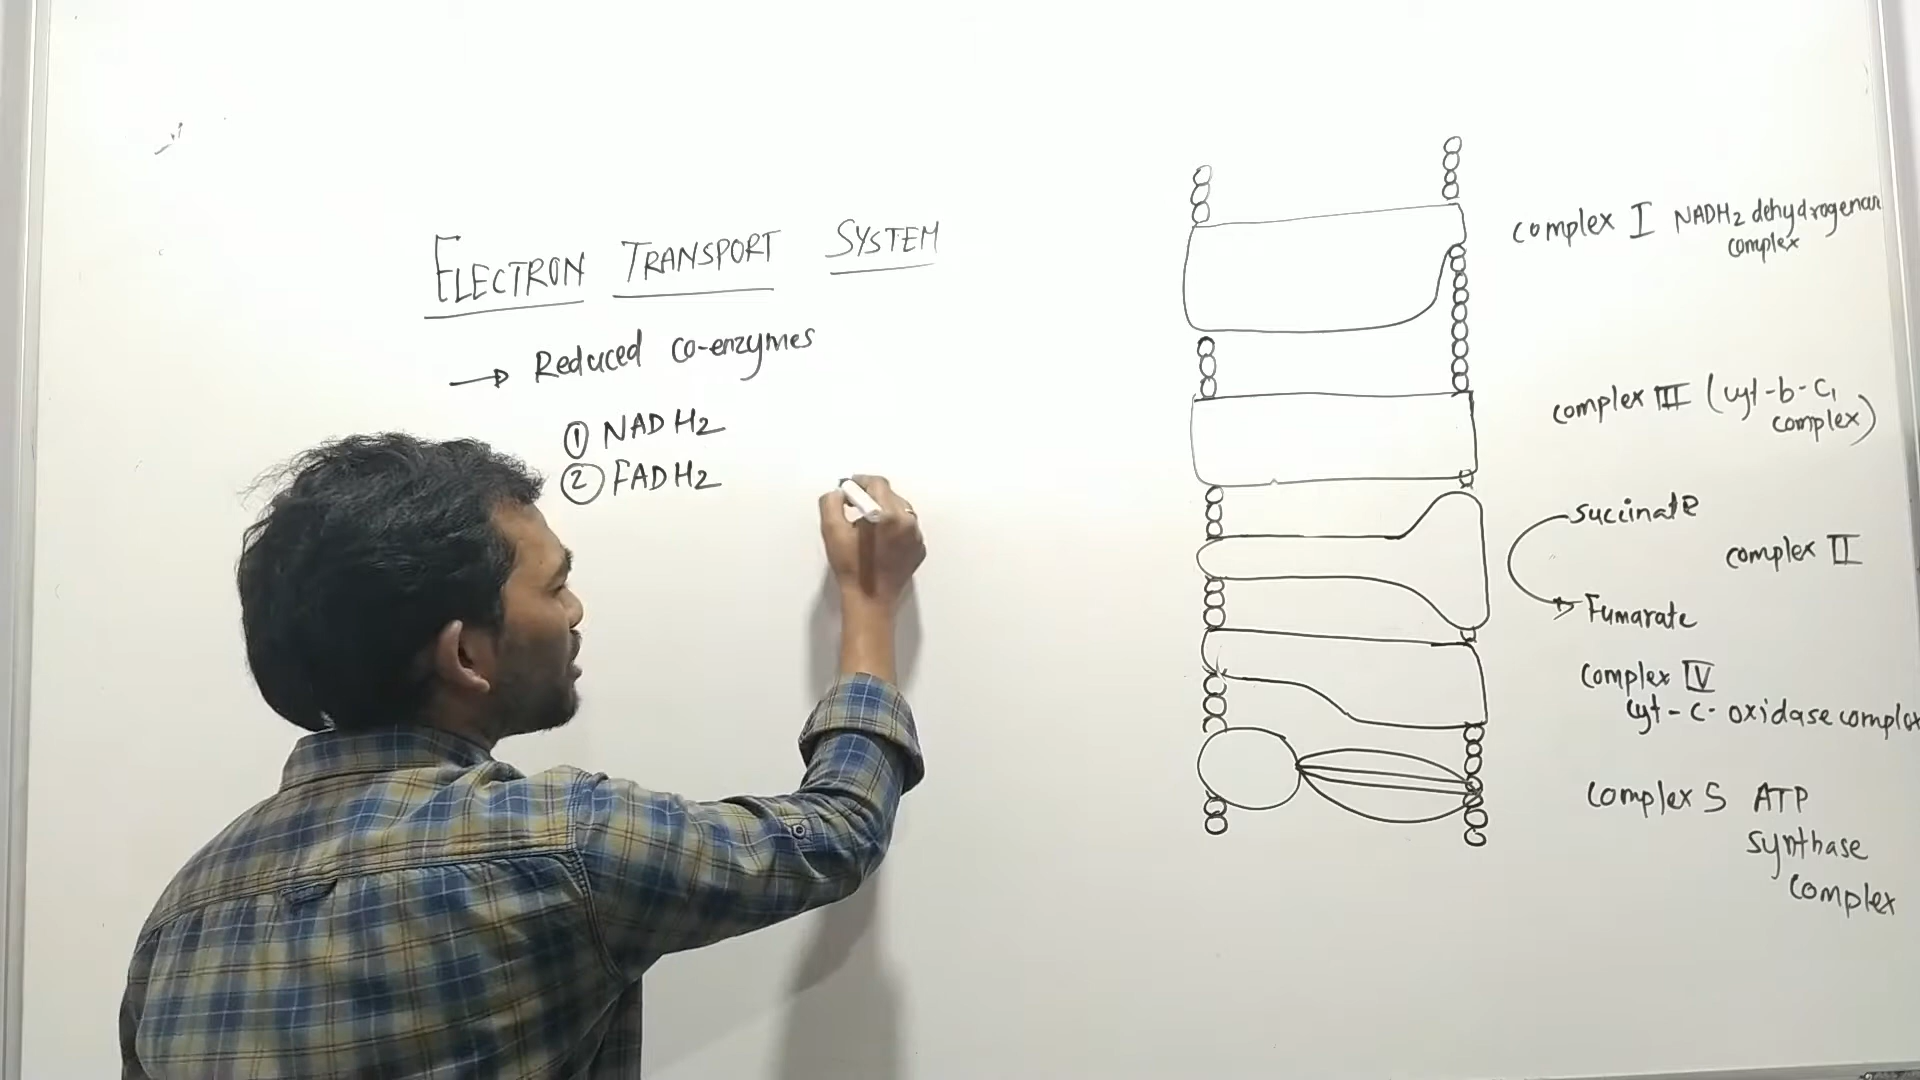 ELECTRON TRANSPORT SYSTEM
→ Reduced co-enzymes
① NADH2
② FADH2
complex I NADH2 dehydrogenase
complex
complex III (cyt-b-c1
complex)
succinate
complex II
Fumarate
complex IV
cyt-c-oxidase complex
complex 5 ATP
synthase
complex